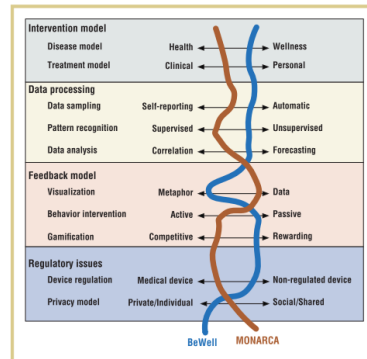 Intervention model
Disease model Health Wellness
Treatment model Clinical Personal
Data processing
Data sampling Self-reporting Automatic
Pattern recognition Supervised Unsupervised
Data analysis Correlation Forecasting
Feedback model
Visualization Metaphor Data
Behavior intervention Active Passive
Gamification Competitive Rewarding
Regulatory issues
Device regulation Medical device Non-regulated device
Privacy model Private/Individual Social/Shared
BeWell MONARCA